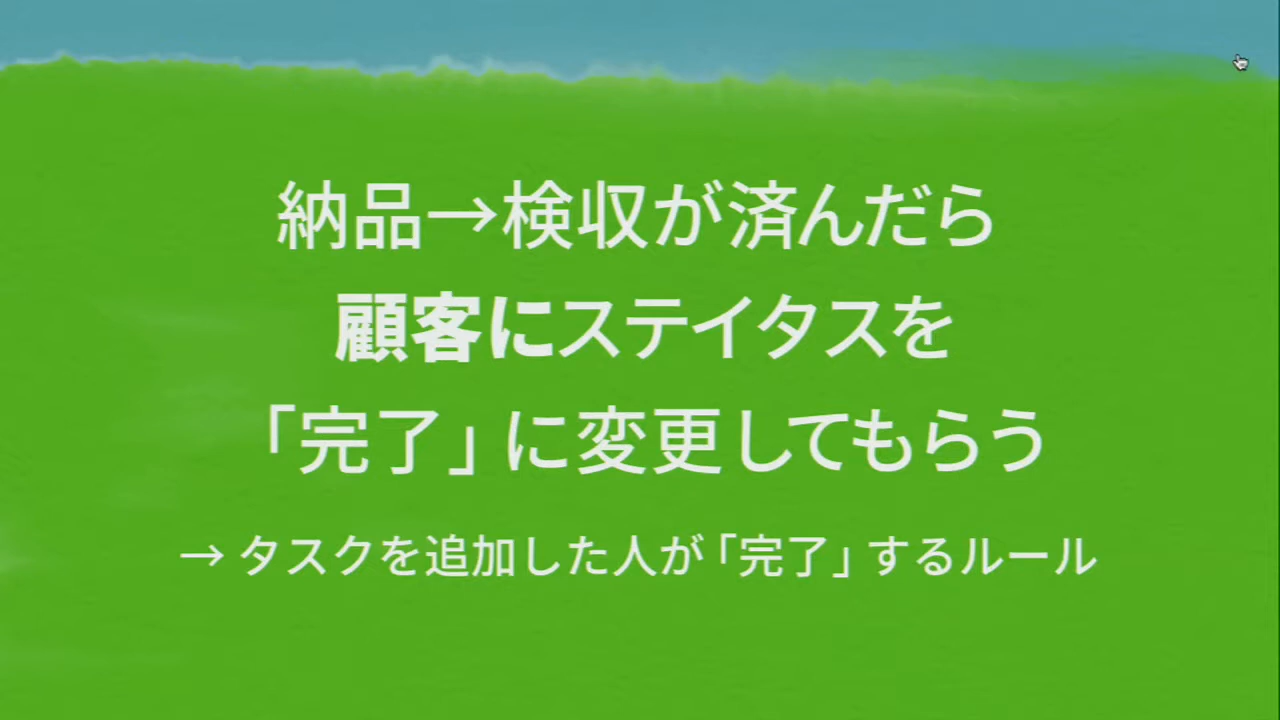 納品→検収が済んだら
顧客にステイタスを
「完了」に変更してもらう
→ タスクを追加した人が「完了」するルール